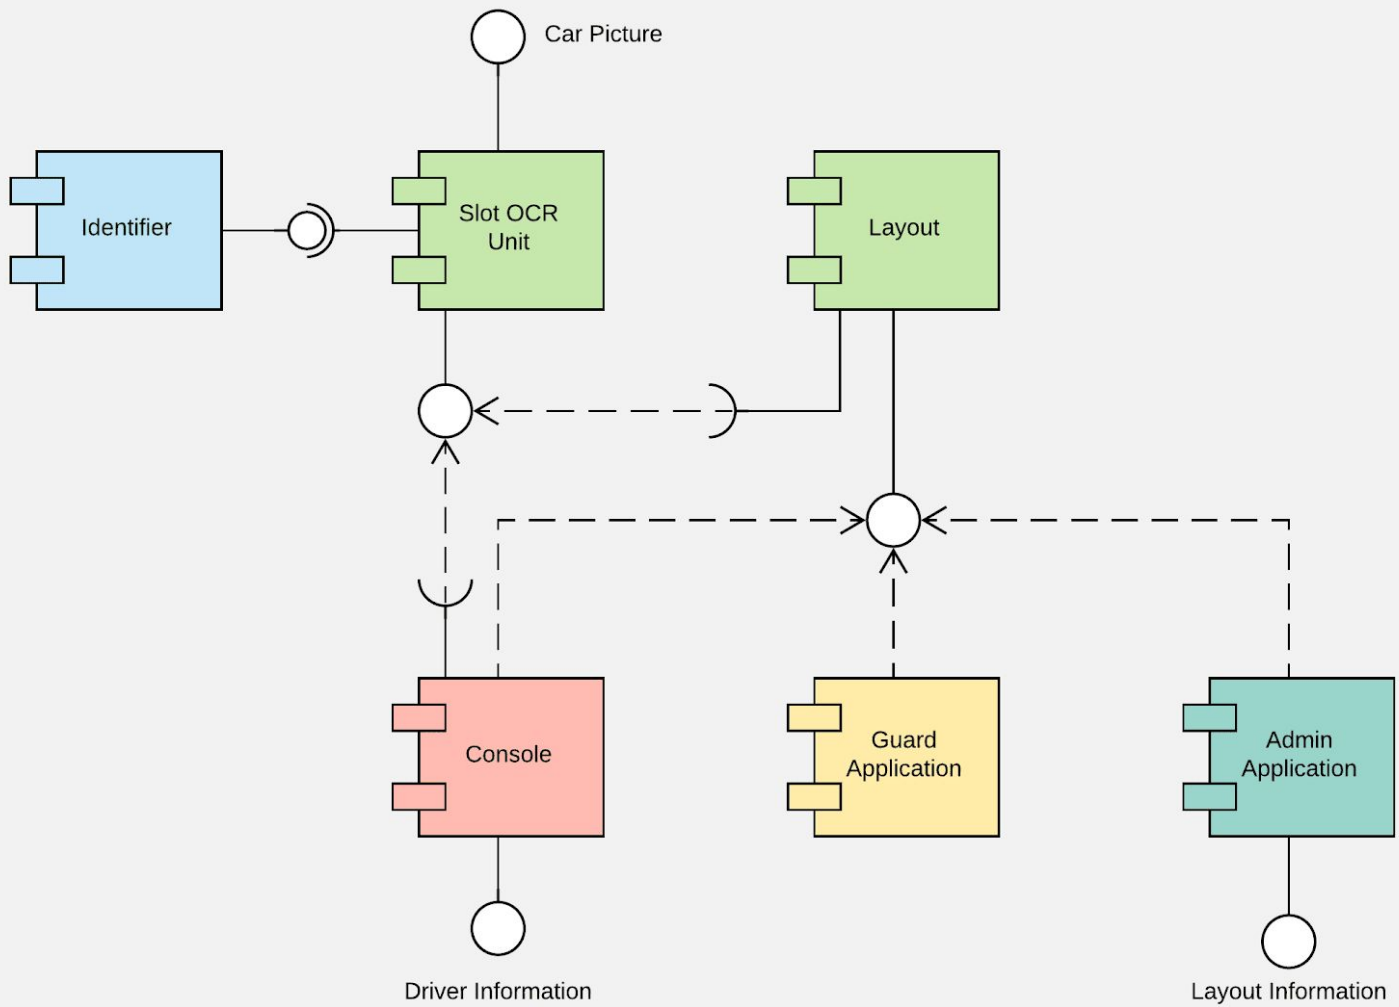 Car Picture
Identifier
Slot OCR
Unit
Layout
Console
Guard
Application
Admin
Application
Driver Information
Layout Information